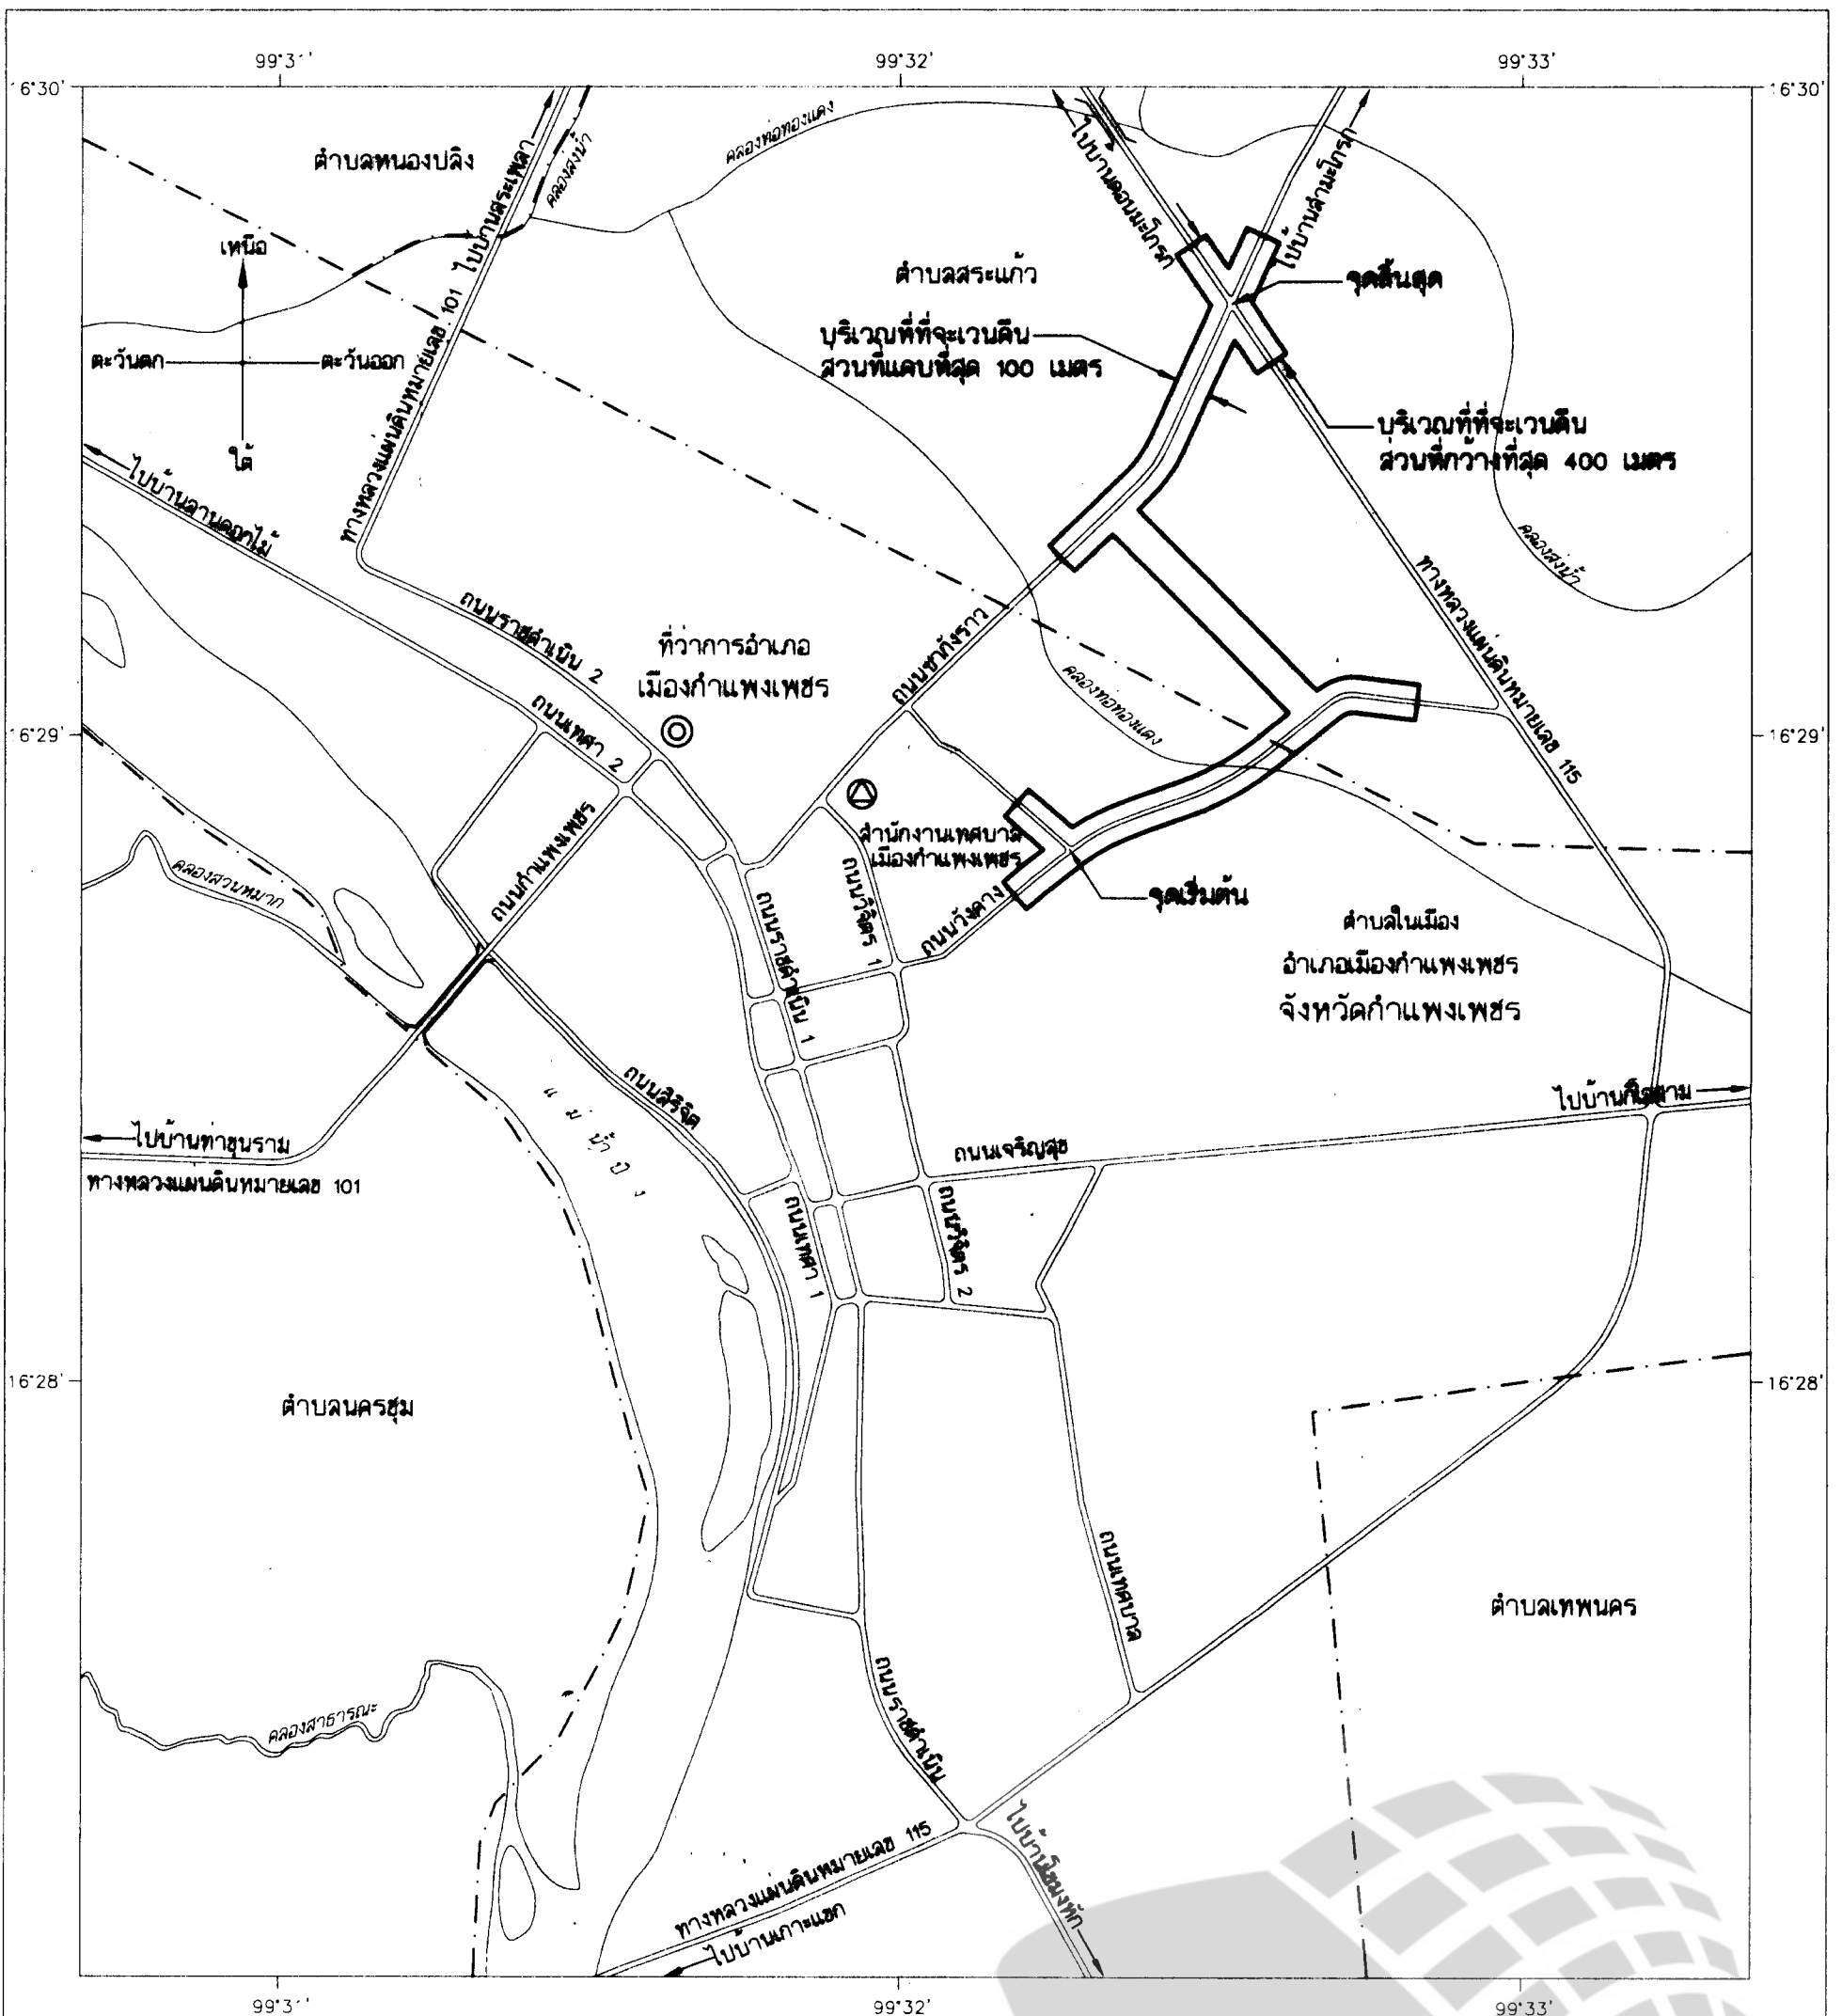 99°31'
99°32'
99°33'
16°30'
16°30'
ตำบลหนองปลิง
คลองส่งน้ำ
คลองท่อทองแดง
ไปบ้านสระเพลา
ทางหลวงแผ่นดินหมายเลข 101
ไปบ้านดอนมะโกรก
ไปบ้านสามะโกรก
เหนือ
ตะวันตก
ตะวันออก
ใต้
ตำบลสระแก้ว
จุดสิ้นสุด
บริเวณที่ที่จะเวนคืน
ส่วนที่แคบที่สุด 100 เมตร
บริเวณที่ที่จะเวนคืน
ส่วนที่กว้างที่สุด 400 เมตร
ไปบ้านลานดอกไม้
คลองส่งน้ำ
ทางหลวงแผ่นดินหมายเลข 115
ถนนราชดำเนิน 2
ที่ว่าการอำเภอ
เมืองกำแพงเพชร
ถนนชากังราว
คลองท่อทองแดง
ถนนเทศา 2
16°29'
16°29'
ถนนกำแพงเพชร
สำนักงานเทศบาล
เมืองกำแพงเพชร
คลองสวนหมาก
ถนนราชดำเนิน 1
ถนนวิจิตร 1
ถนนวังคาง
จุดเริ่มต้น
ตำบลในเมือง
อำเภอเมืองกำแพงเพชร
จังหวัดกำแพงเพชร
ถนนสิริจิต
แม่น้ำปิง
ไปบ้านท่าขุนราม
ทางหลวงแผ่นดินหมายเลข 101
ถนนเจริญสุข
ถนนเทศา 1
ถนนวิจิตร 2
16°28'
16°28'
ตำบลนครชุม
ถนนเทศบาล
ตำบลเทพนคร
คลองสาธารณะ
ถนนราชดำเนิน
ทางหลวงแผ่นดินหมายเลข 115
ไปบ้านเกาะแขก
99°31'
99°32'
99°33'